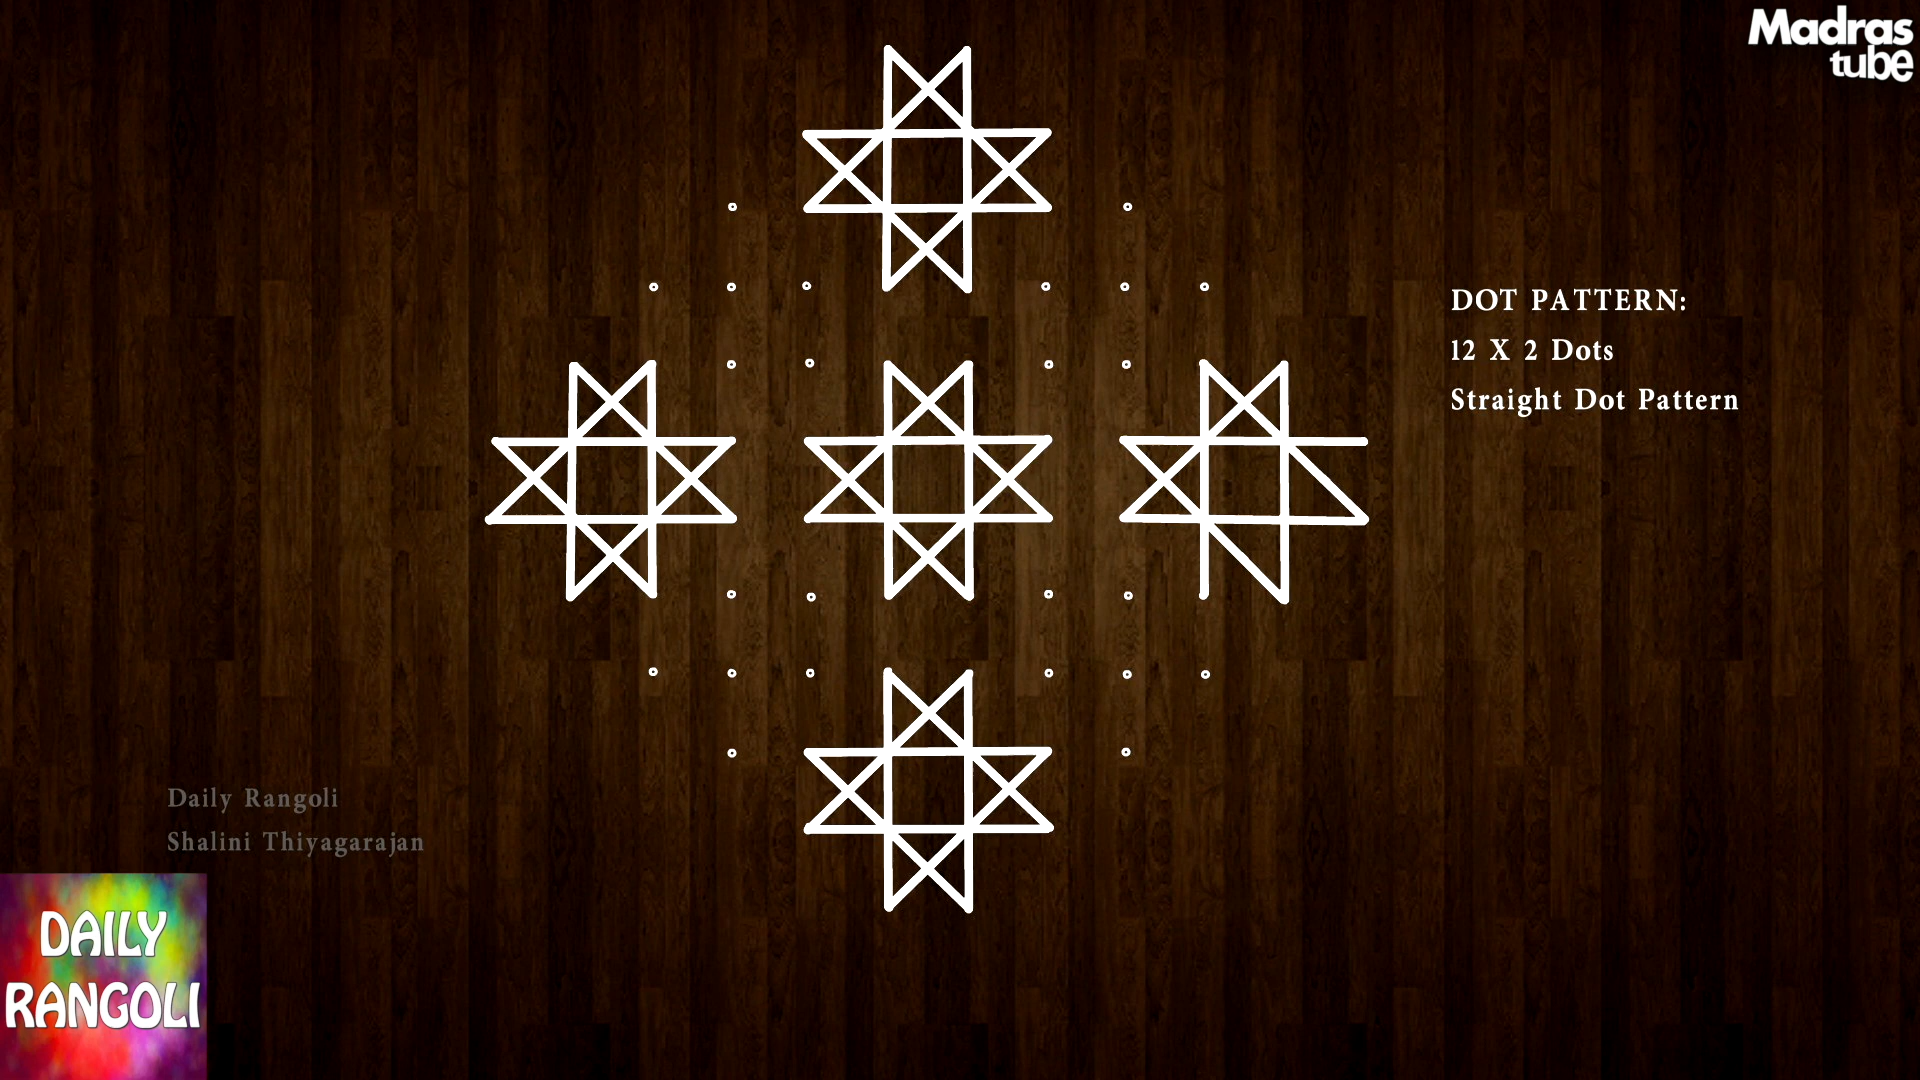 Madras
tube
DOT PATTERN:
12 X 2 Dots
Straight Dot Pattern
Daily Rangoli
Shalini Thiyagarajan
DAILY
RANGOLI